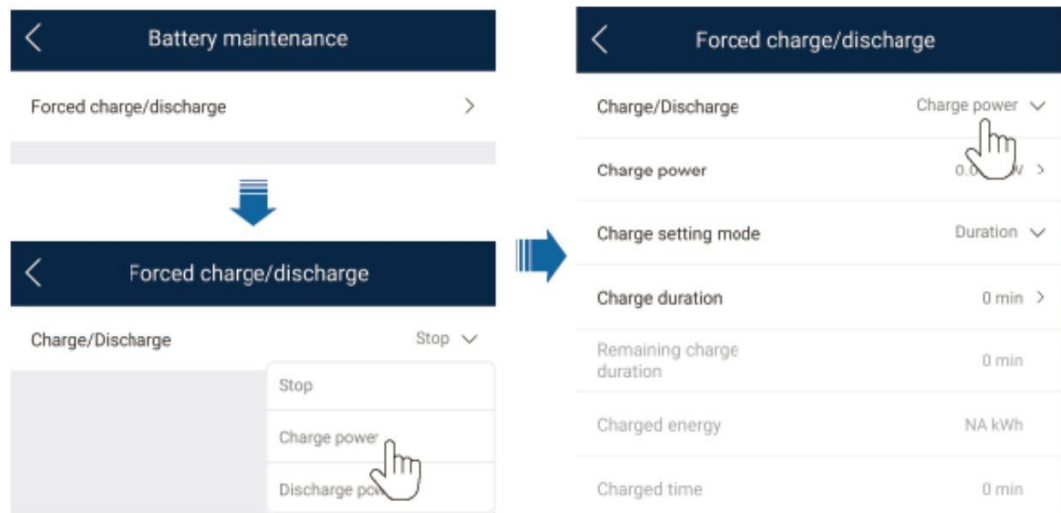 Battery maintenance
Forced charge/discharge
Forced charge/discharge
Charge/Discharge Stop
Stop
Charge power
Discharge
Forced charge/discharge
Charge/Discharge Charge power
Charge power
Charge setting mode Duration
Charge duration 0 min
Remaining charge
duration 0 min
Charged energy NA kWh
Charged time 0 min